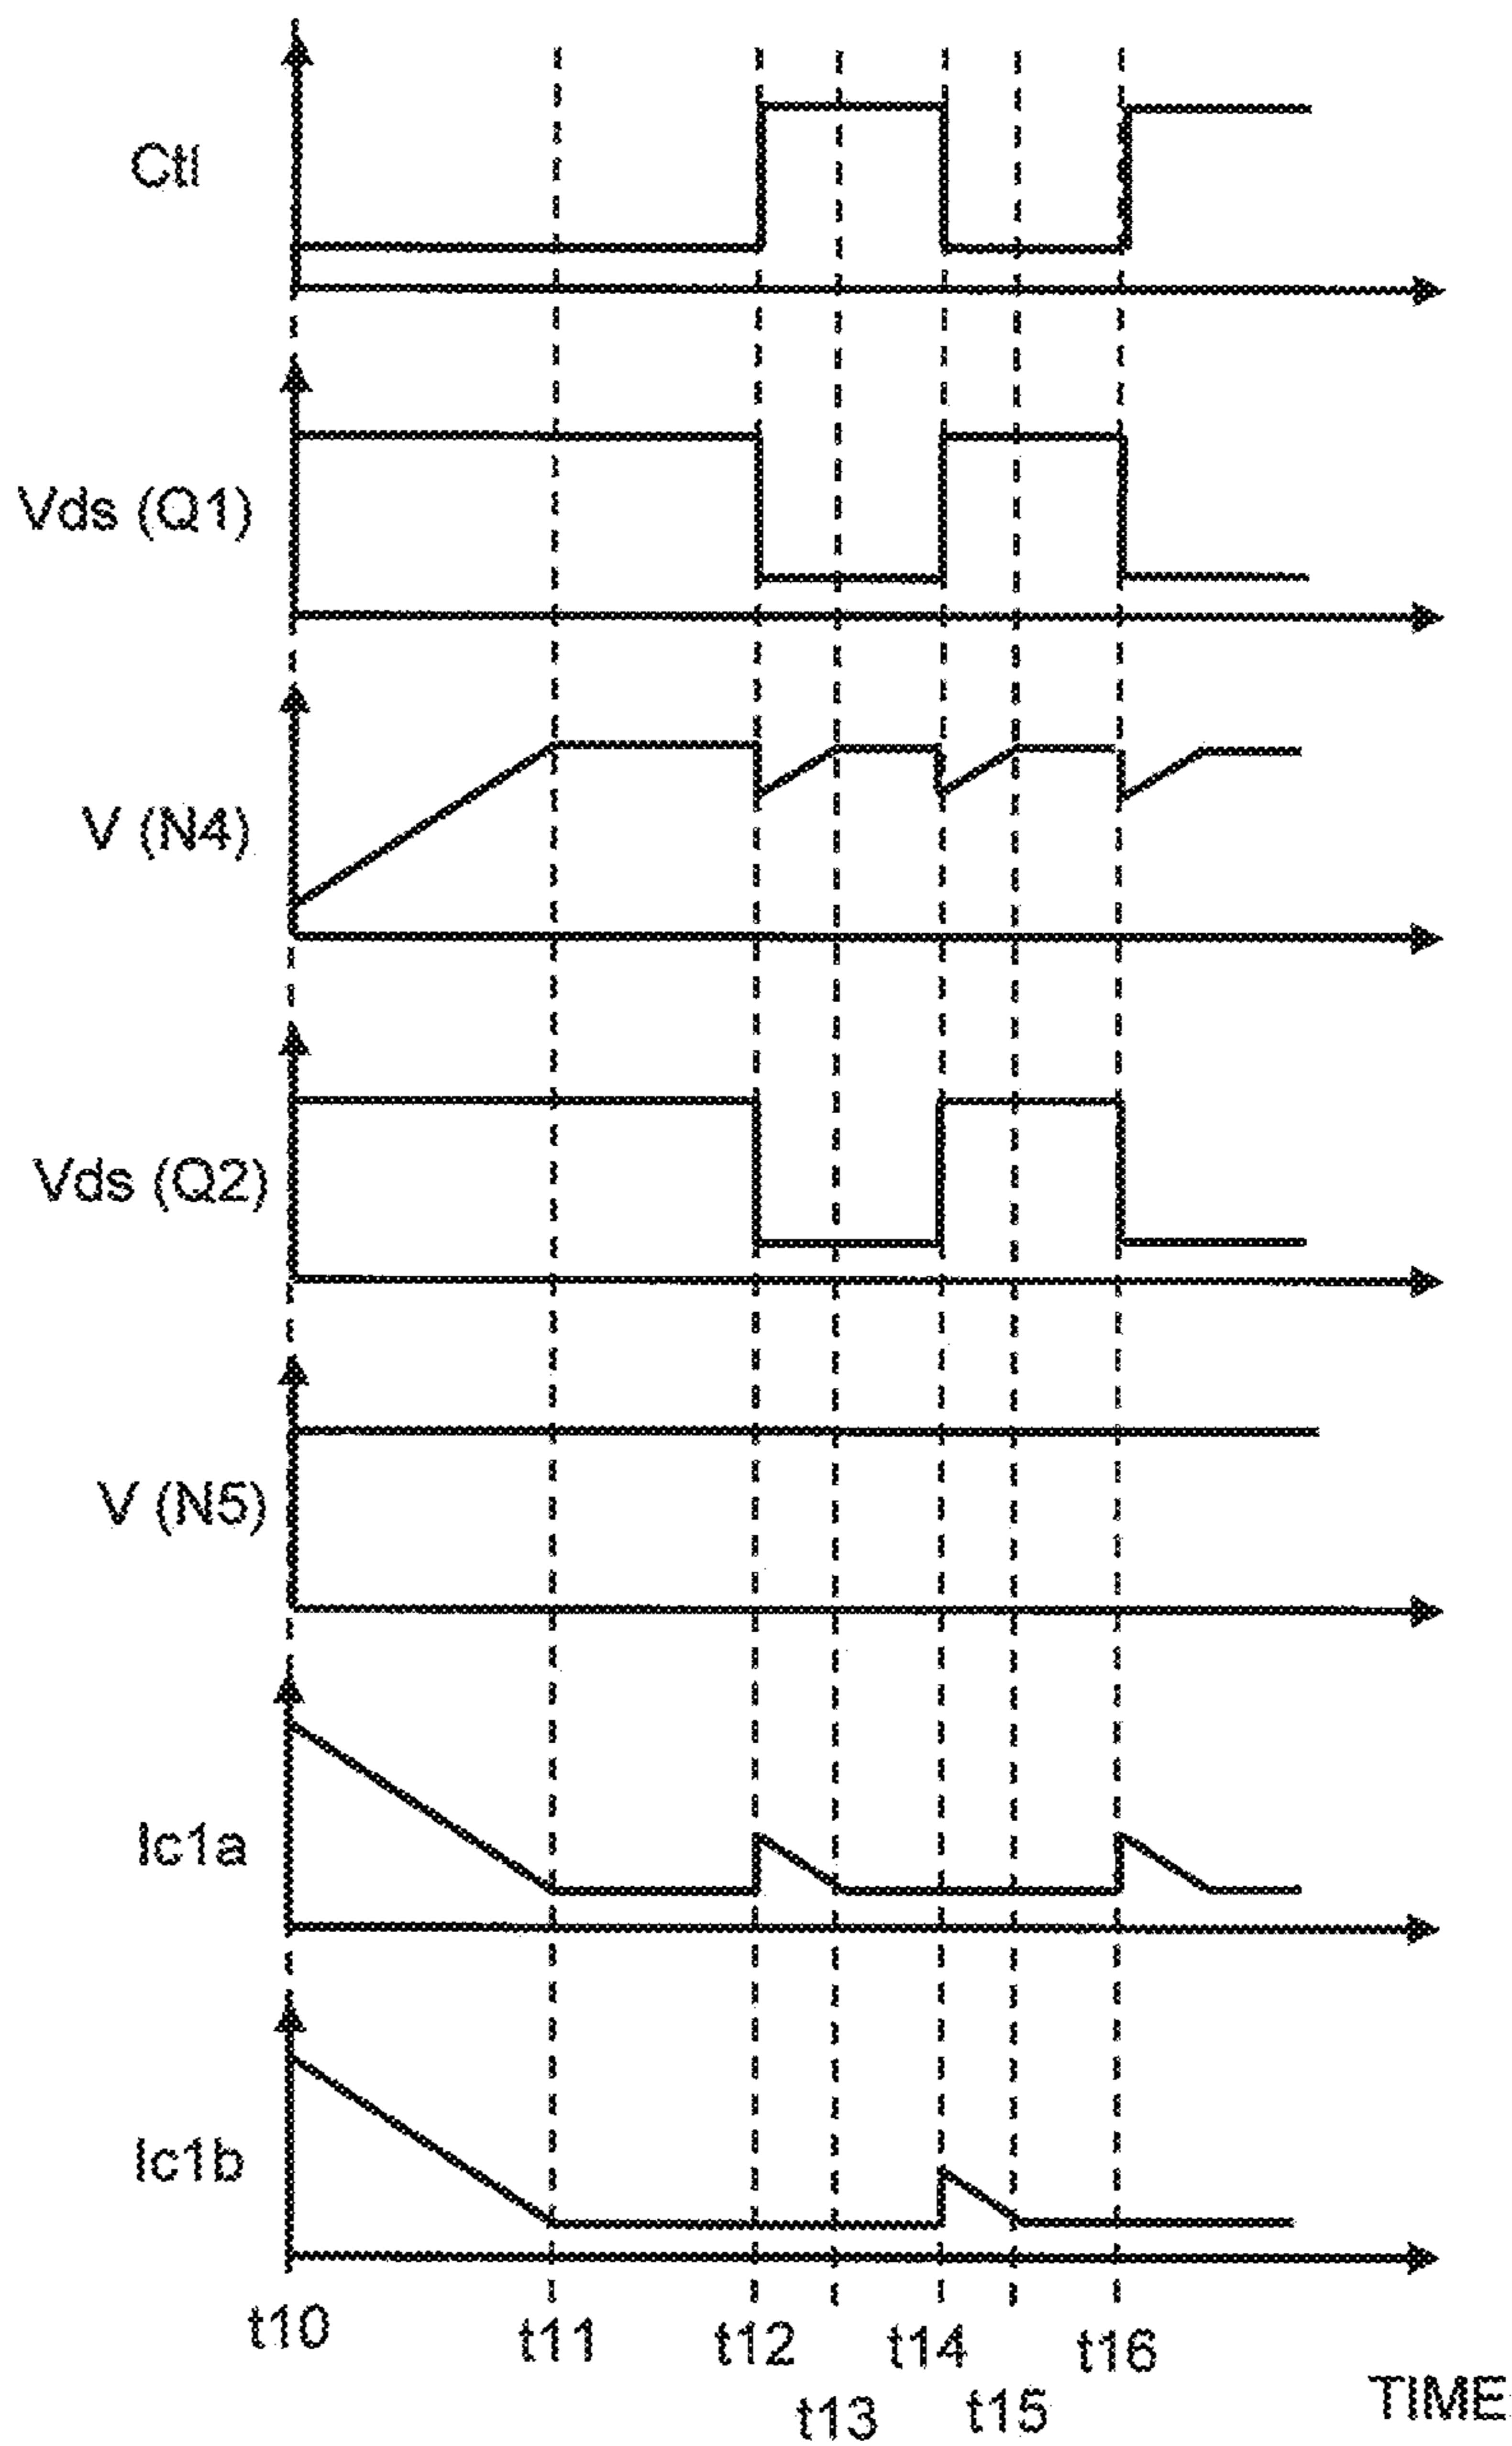 Ctl
Vds (Q1)
V (N4)
Vds (Q2)
V (N5)
Ic1a
Ic1b
t10
t11
t12
t13
t14
t15
t16
TIME